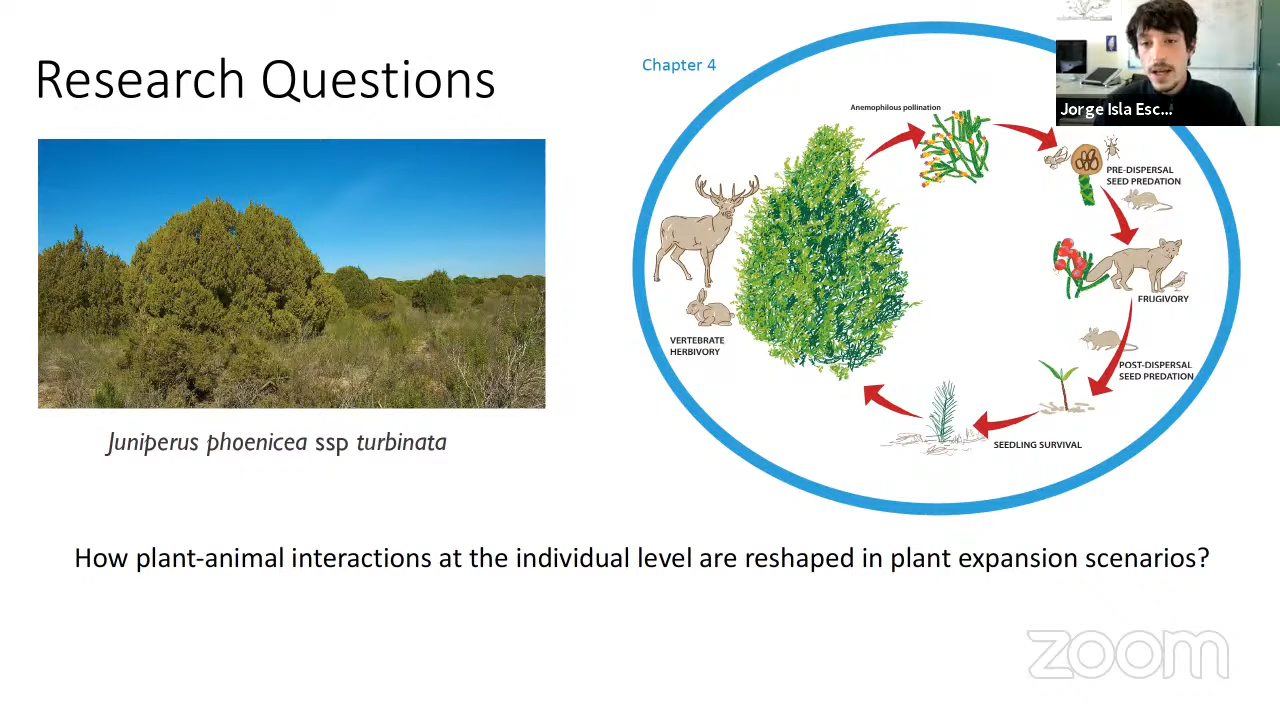 Research Questions
Chapter 4
Jorge Isla Esc...
Anemophilous pollination
PRE-DISPERSAL
SEED PREDATION
FRUGIVORY
VERTEBRATE
HERBIVORY
POST-DISPERSAL
SEED PREDATION
SEEDLING SURVIVAL
Juniperus phoenicea ssp turbinata
How plant-animal interactions at the individual level are reshaped in plant expansion scenarios?
zoom